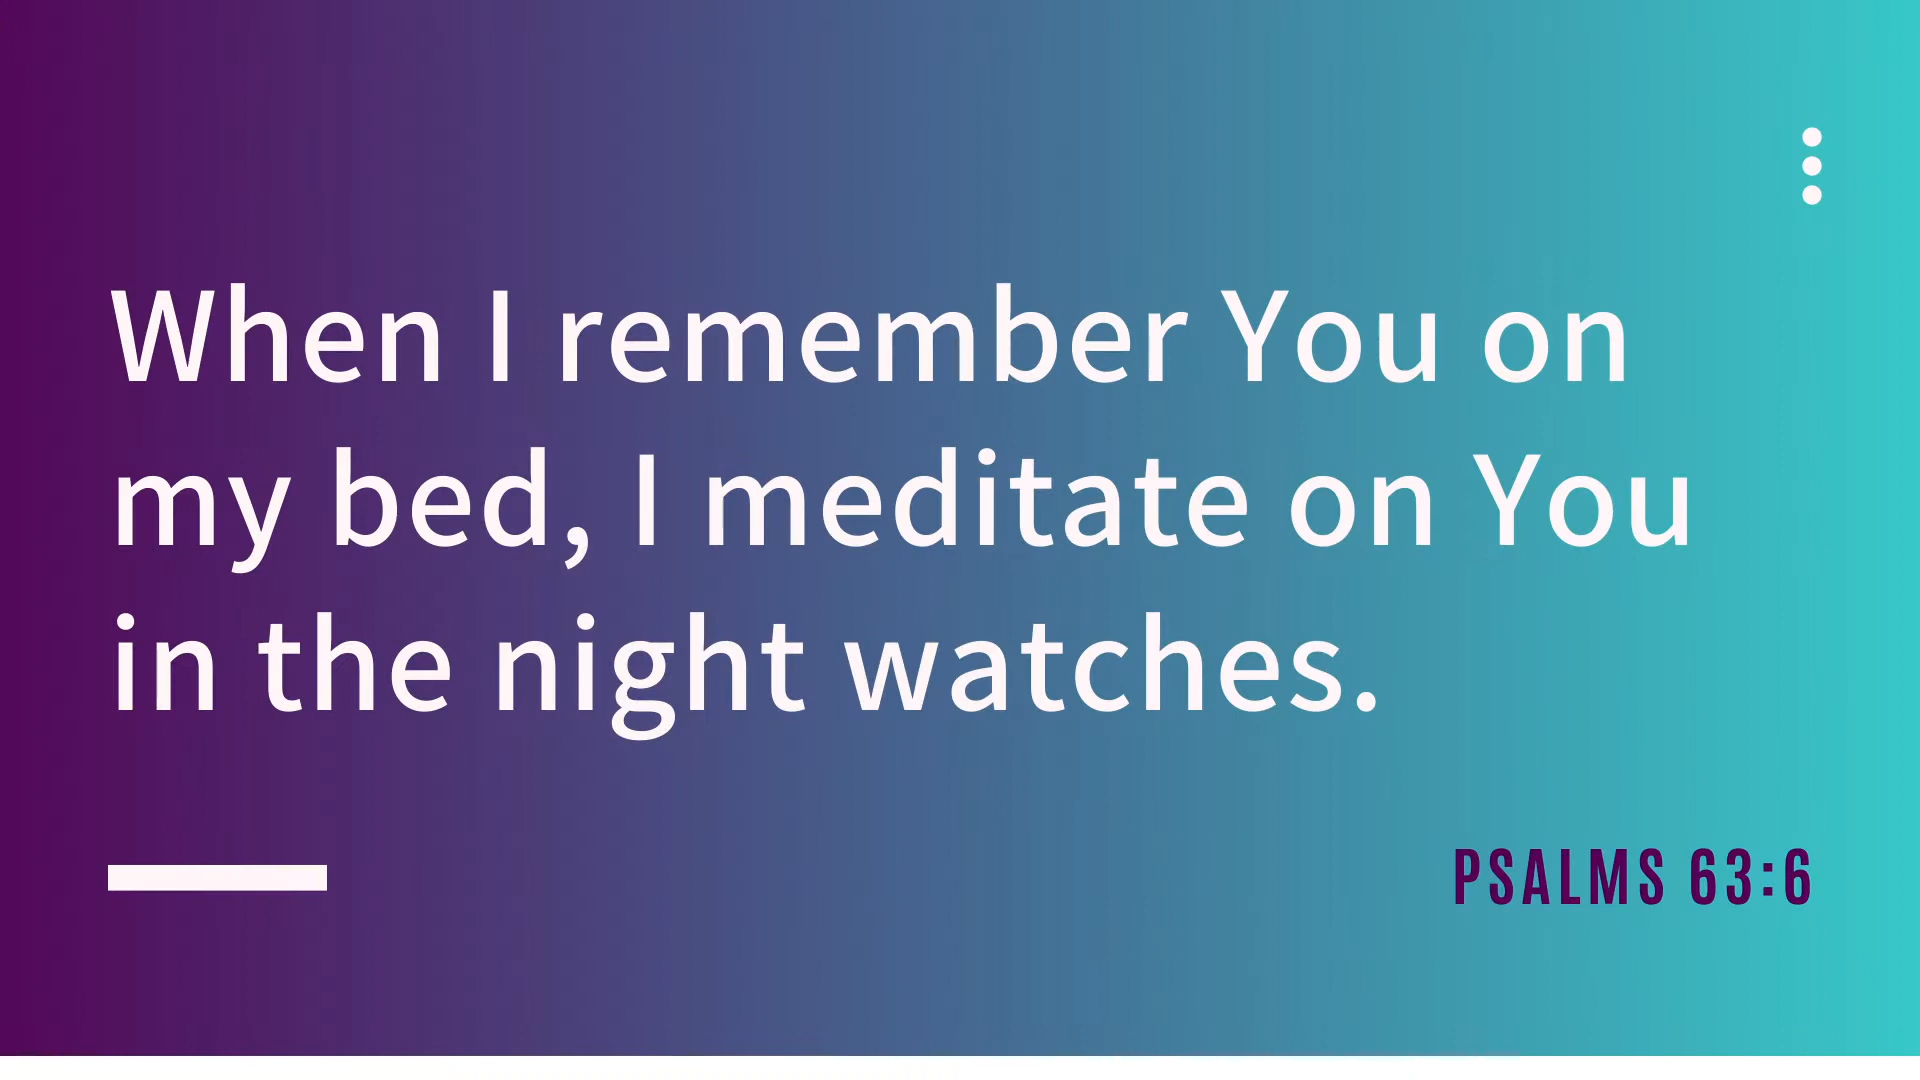 When I remember You on
my bed, I meditate on You
in the night watches.
PSALMS 63:6